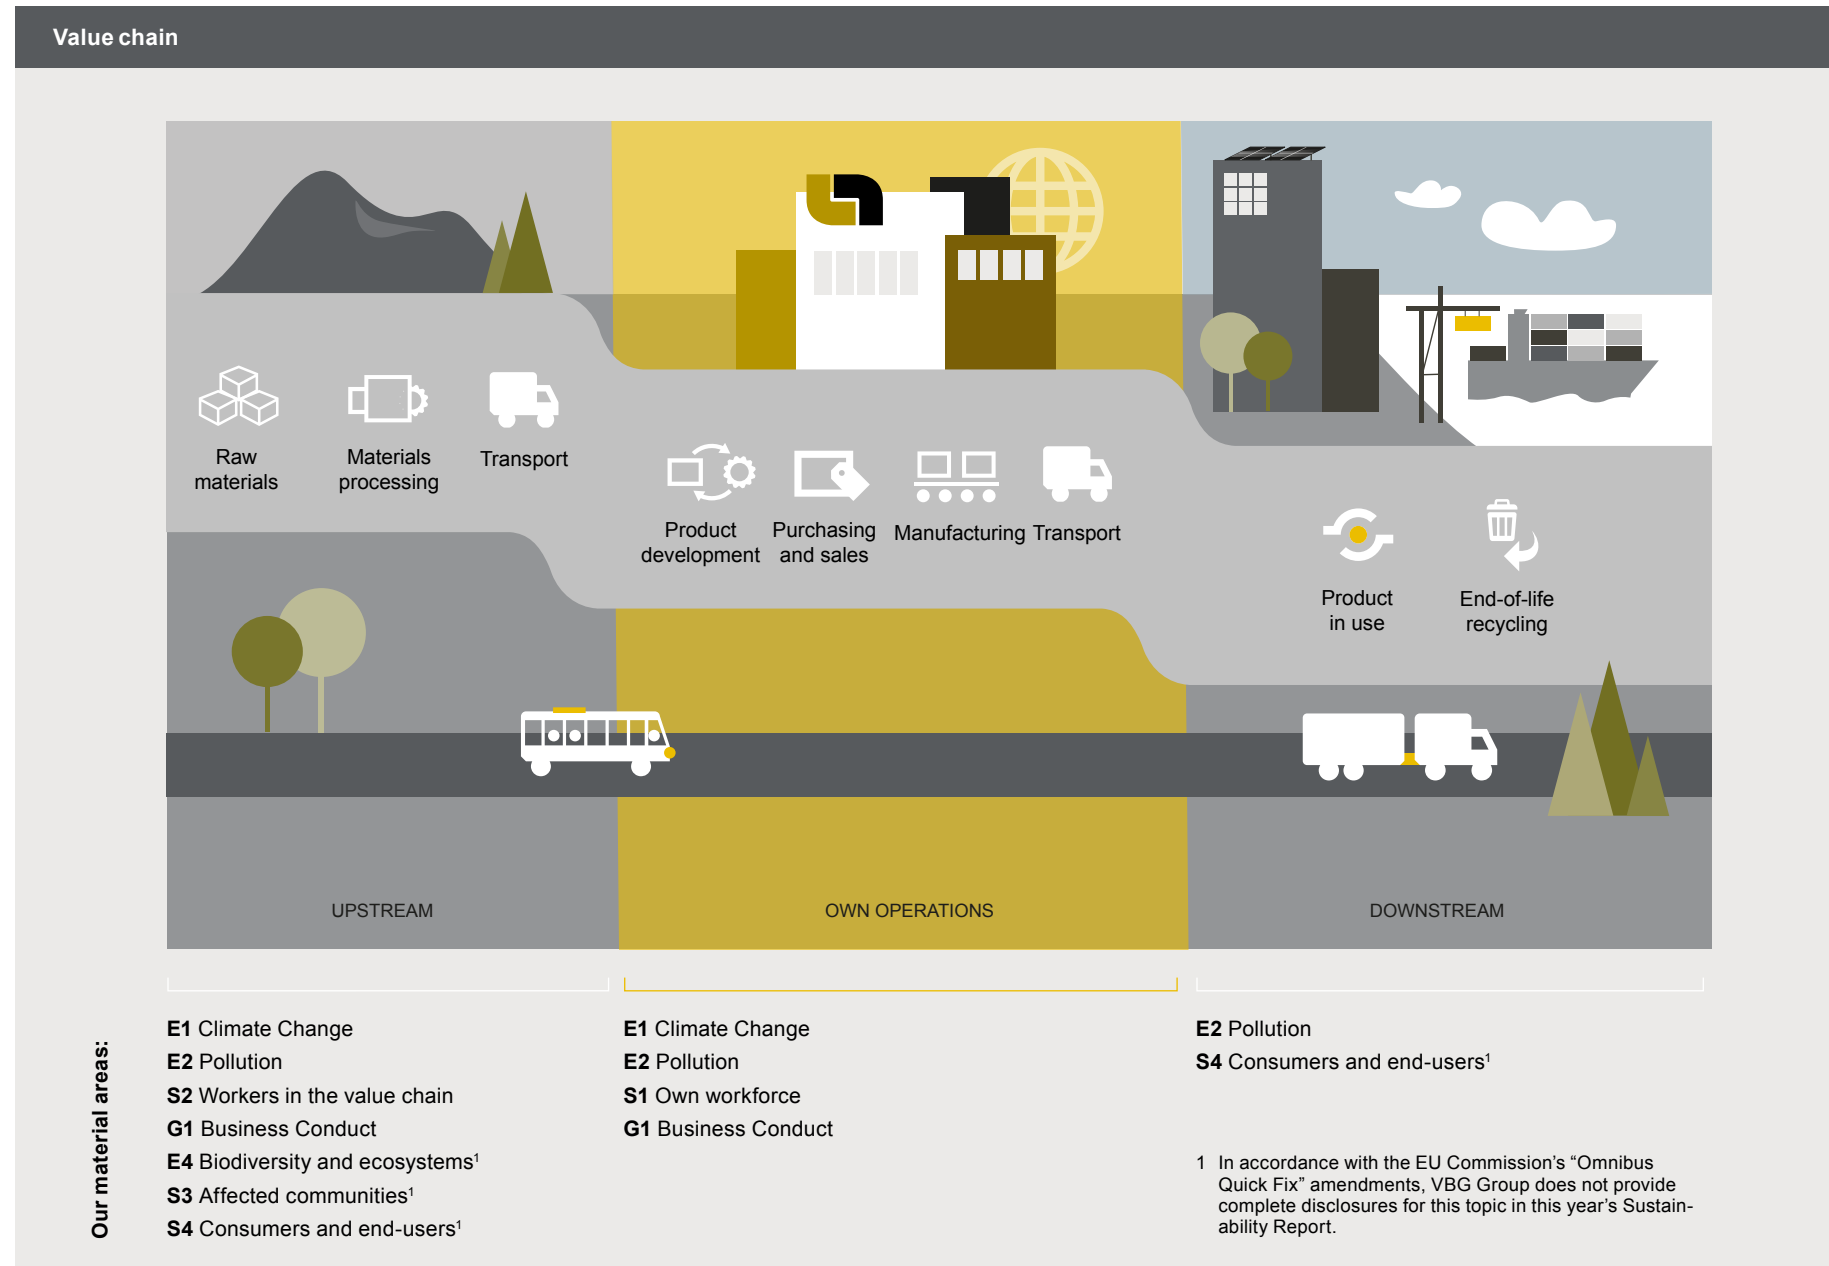 Value chain
Raw
materials
Materials
processing
Transport
Product
development
Purchasing
and sales
Manufacturing
Transport
Product
in use
End-of-life
recycling
UPSTREAM
OWN OPERATIONS
DOWNSTREAM
Our material areas:
E1 Climate Change
E2 Pollution
S2 Workers in the value chain
G1 Business Conduct
E4 Biodiversity and ecosystems¹
S3 Affected communities¹
S4 Consumers and end-users¹
E1 Climate Change
E2 Pollution
S1 Own workforce
G1 Business Conduct
E2 Pollution
S4 Consumers and end-users¹
1 In accordance with the EU Commission’s “Omnibus
Quick Fix” amendments, VBG Group does not provide
complete disclosures for this topic in this year’s Sustain-
ability Report.